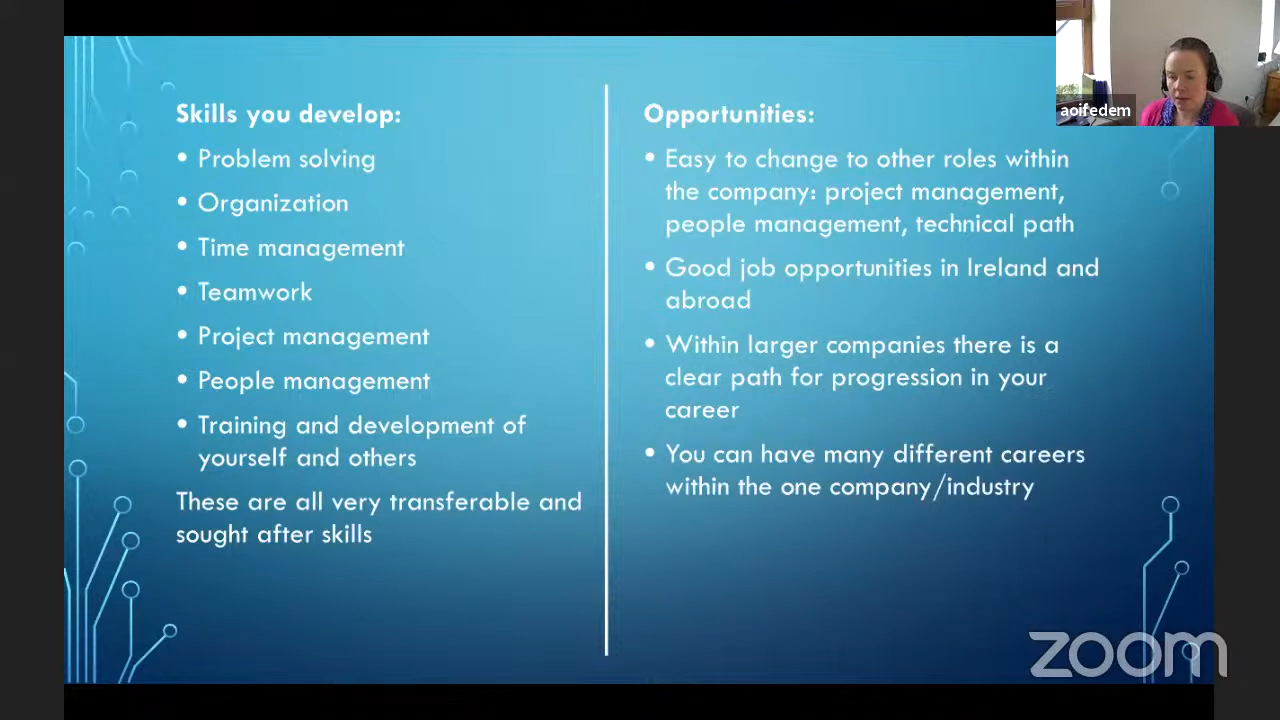 Skills you develop:
• Problem solving
• Organization
• Time management
• Teamwork
• Project management
• People management
• Training and development of
yourself and others
These are all very transferable and
sought after skills
Opportunities:
• Easy to change to other roles within
the company: project management,
people management, technical path
• Good job opportunities in Ireland and
abroad
• Within larger companies there is a
clear path for progression in your
career
• You can have many different careers
within the one company/industry
aoifedem
zoom